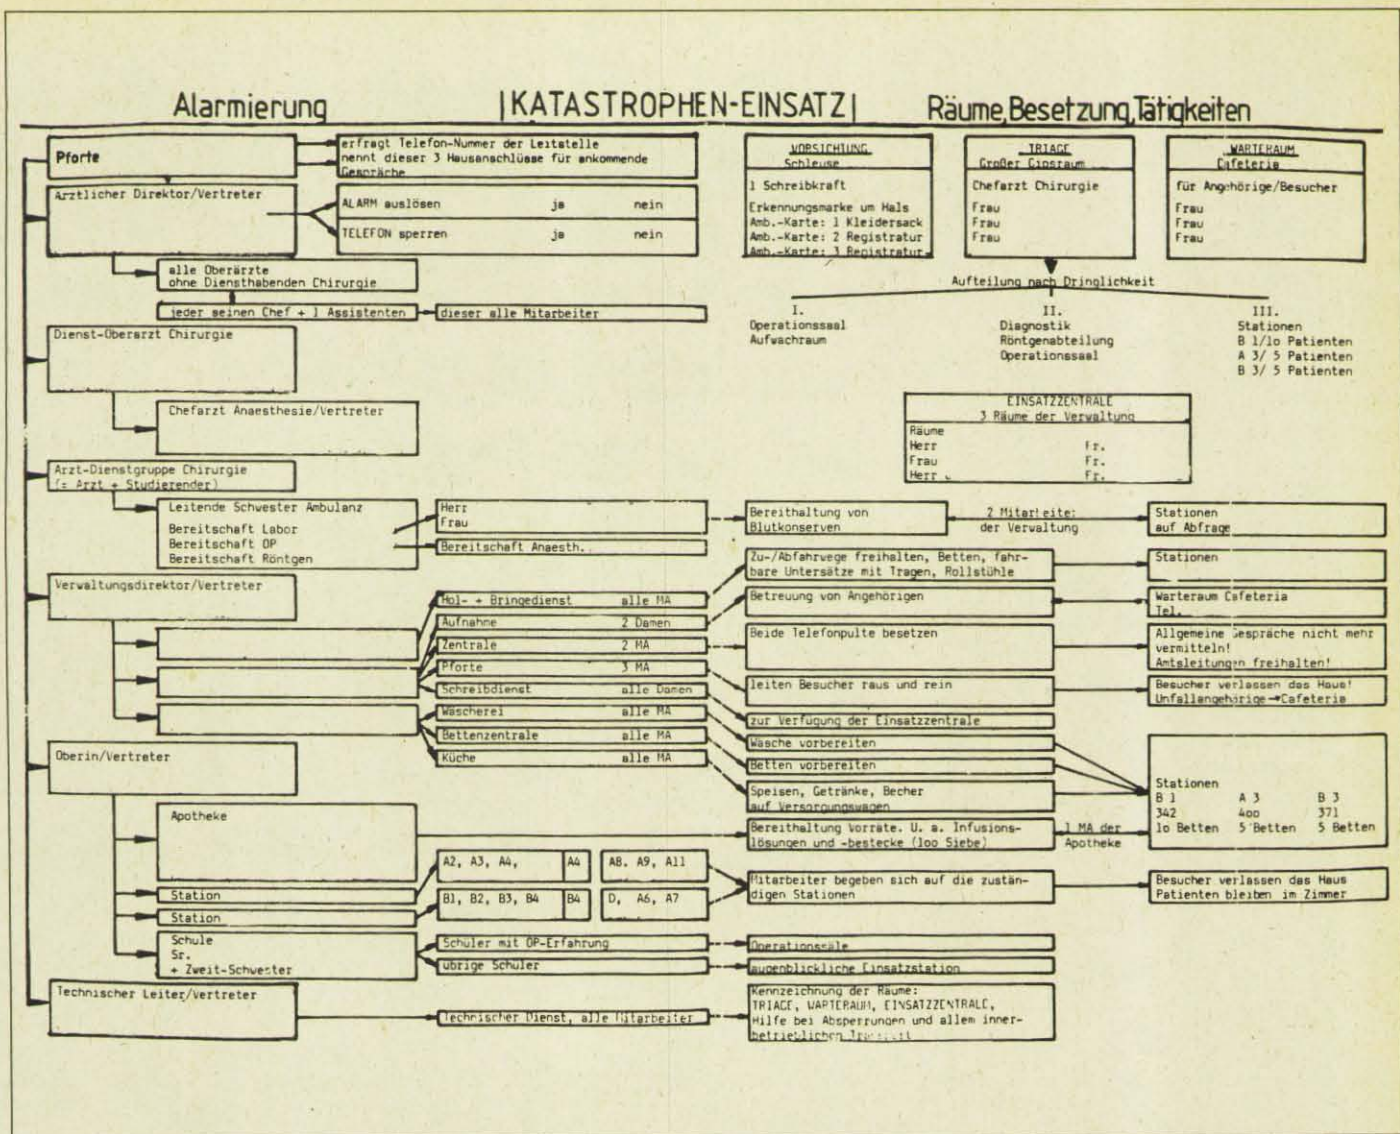 Alarmierung
KATASTROPHEN-EINSATZ
Räume, Besetzung, Tätigkeiten
Pforte
erfragt Telefon-Nummer der Leitstelle
nennt dieser 3 Hausanschlüsse für ankommende
Gespräche
Ärztlicher Direktor/Vertreter
ALARM auslösen ja nein
TELEFON sperren ja nein
alle Oberärzte
ohne Diensthabenden Chirurgie
jeder seinen Chef + 1 Assistenten
dieser alle Mitarbeiter
Dienst-Oberarzt Chirurgie
Chefarzt Anaesthesie/Vertreter
Arzt-Dienstgruppe Chirurgie
(= Arzt + Studierender)
Leitende Schwester Ambulanz
Bereitschaft Labor
Bereitschaft OP
Bereitschaft Röntgen
Herr
Frau
Bereitschaft Anaesth.
VORSICHTUNG
Schleuse
1 Schreibkraft
Erkennungsmarke um Hals
Amb.-Karte: 1 Kleidersack
Amb.-Karte: 2 Registratur
Amb.-Karte: 3 Registratur
TRIAGE
Großer Gipsraum
Chefarzt Chirurgie
Frau
Frau
Frau
WARTERAUM
Cafeteria
für Angehörige/Besucher
Frau
Frau
Frau
Aufteilung nach Dringlichkeit
I.
Operationssaal
Aufwachraum
II.
Diagnostik
Röntgenabteilung
Operationssaal
III.
Stationen
B 1/10 Patienten
A 3/ 5 Patienten
B 3/ 5 Patienten
EINSATZZENTRALE
3 Räume der Verwaltung
Räume
Herr Fr.
Frau Fr.
Herr Fr.
Bereithaltung von
Blutkonserven
2 Mitarbeiter
der Verwaltung
Stationen
auf Abfrage
Verwaltungsdirektor/Vertreter
Hol- + Bringedienst alle MA
Aufnahme 2 Damen
Zentrale 2 MA
Pforte 3 MA
Schreibdienst alle Damen
Wäscherei alle MA
Bettenzentrale alle MA
Küche alle MA
Zu-/Abfahrwege freihalten, Betten, fahr-
bare Untersätze mit Tragen, Rollstühle
Stationen
Betreuung von Angehörigen
Warteraum Cafeteria
Tel.
Beide Telefonpulte besetzen
Allgemeine Gespräche nicht mehr
vermitteln!
Amtsleitungen freihalten!
leiten Besucher raus und rein
Besucher verlassen das Haus!
Unfallangehörige→Cafeteria
zur Verfügung der Einsatzzentrale
Wäsche vorbereiten
Betten vorbereiten
Speisen, Getränke, Becher
auf Versorgungswagen
Stationen
B 1 A 3 B 3
342 400 371
10 Betten 5 Betten 5 Betten
Oberin/Vertreter
Apotheke
Bereithaltung Vorräte. U. a. Infusions-
lösungen und -bestecke (100 Siebe)
1 MA der
Apotheke
Station
Station
A2, A3, A4, A4
A8, A9, A11
B1, B2, B3, B4 B4
D, A6, A7
Mitarbeiter begeben sich auf die zustän-
digen Stationen
Besucher verlassen das Haus
Patienten bleiben im Zimmer
Schule
Sr.
+ Zweit-Schwester
Schüler mit OP-Erfahrung
Operationssäle
übrige Schüler
augenblickliche Einsatzstation
Technischer Leiter/Vertreter
Technischer Dienst, alle Mitarbeiter
Kennzeichnung der Räume:
TRIAGE, WARTERAUM, EINSATZZENTRALE,
Hilfe bei Absperrungen und allem inner-
betrieblichen